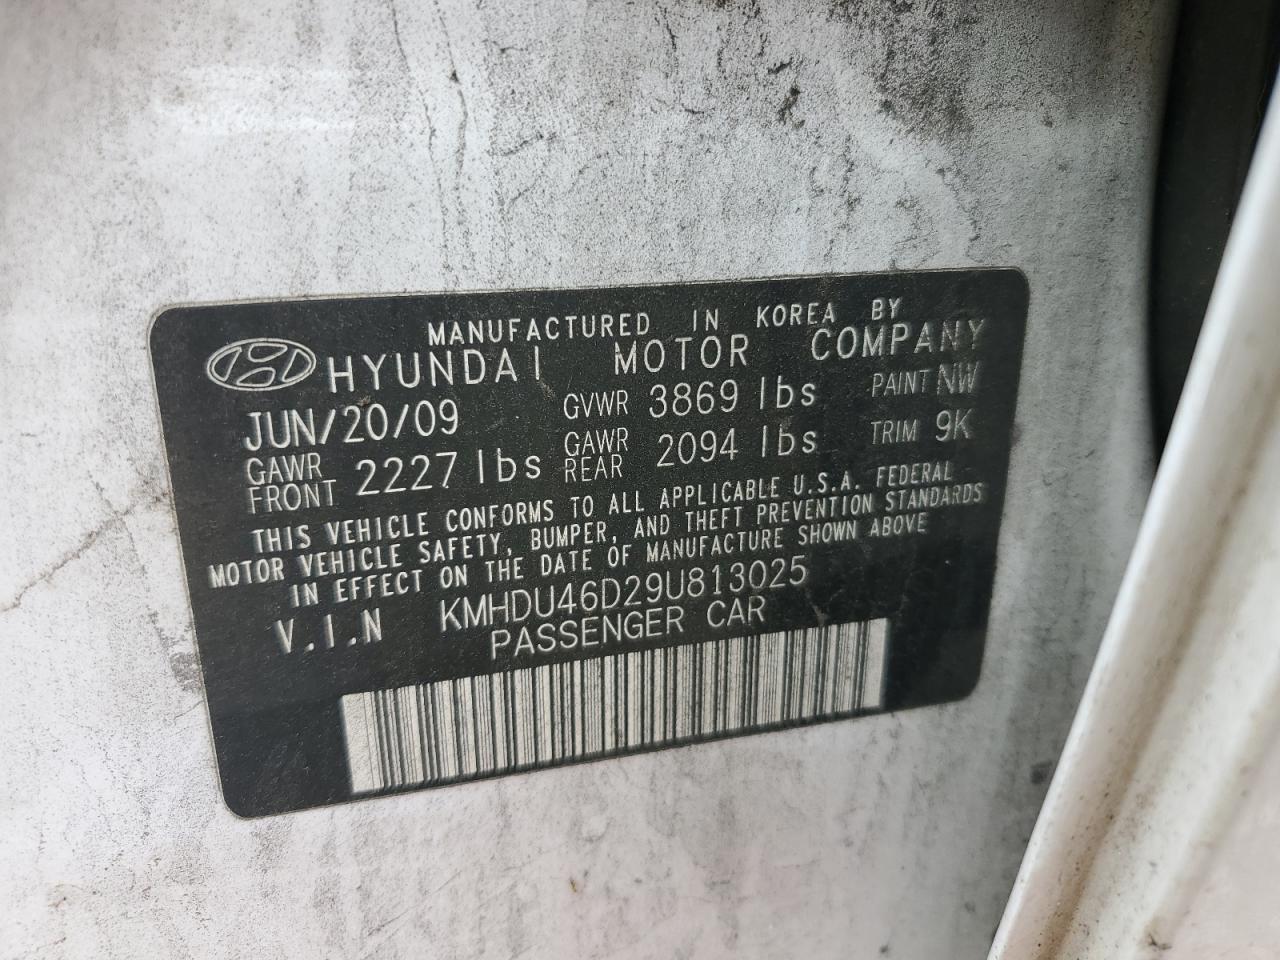 MANUFACTURED IN KOREA BY
HYUNDAI MOTOR COMPANY
JUN/20/09 GVWR 3869 lbs PAINT NW
GAWR FRONT 2227 lbs GAWR REAR 2094 lbs TRIM 9K
THIS VEHICLE CONFORMS TO ALL APPLICABLE U.S.A. FEDERAL
MOTOR VEHICLE SAFETY, BUMPER, AND THEFT PREVENTION STANDARDS
IN EFFECT ON THE DATE OF MANUFACTURE SHOWN ABOVE
V.I.N KMHDU46D29U813025
PASSENGER CAR